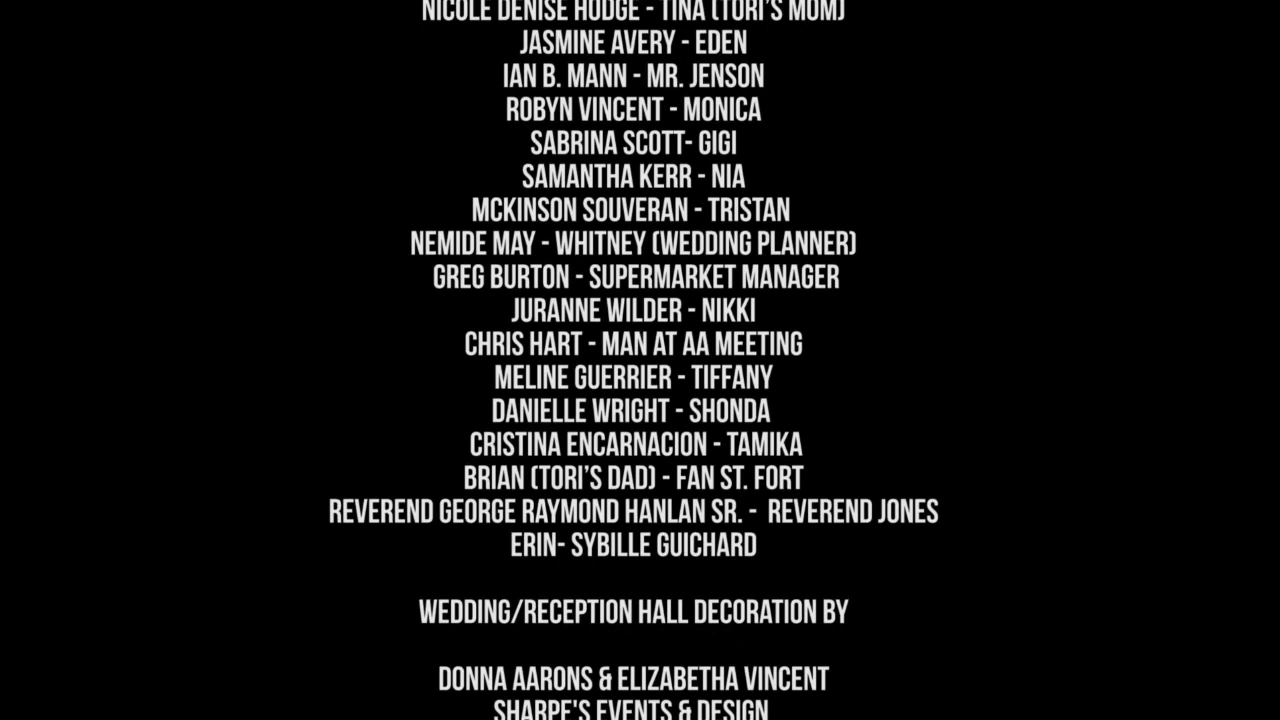 NICOLE DENISE HODGE - TINA (TORI'S MOM)
JASMINE AVERY - EDEN
IAN B. MANN - MR. JENSON
ROBYN VINCENT - MONICA
SABRINA SCOTT- GIGI
SAMANTHA KERR - NIA
MCKINSON SOUVERAN - TRISTAN
NEMIDE MAY - WHITNEY (WEDDING PLANNER)
GREG BURTON - SUPERMARKET MANAGER
JURANNE WILDER - NIKKI
CHRIS HART - MAN AT AA MEETING
MELINE GUERRIER - TIFFANY
DANIELLE WRIGHT - SHONDA
CRISTINA ENCARNACION - TAMIKA
BRIAN (TORI'S DAD) - FAN ST. FORT
REVEREND GEORGE RAYMOND HANLAN SR. -  REVEREND JONES
ERIN- SYBILLE GUICHARD
WEDDING/RECEPTION HALL DECORATION BY
DONNA AARONS & ELIZABETHA VINCENT
SHARPE'S EVENTS & DESIGN